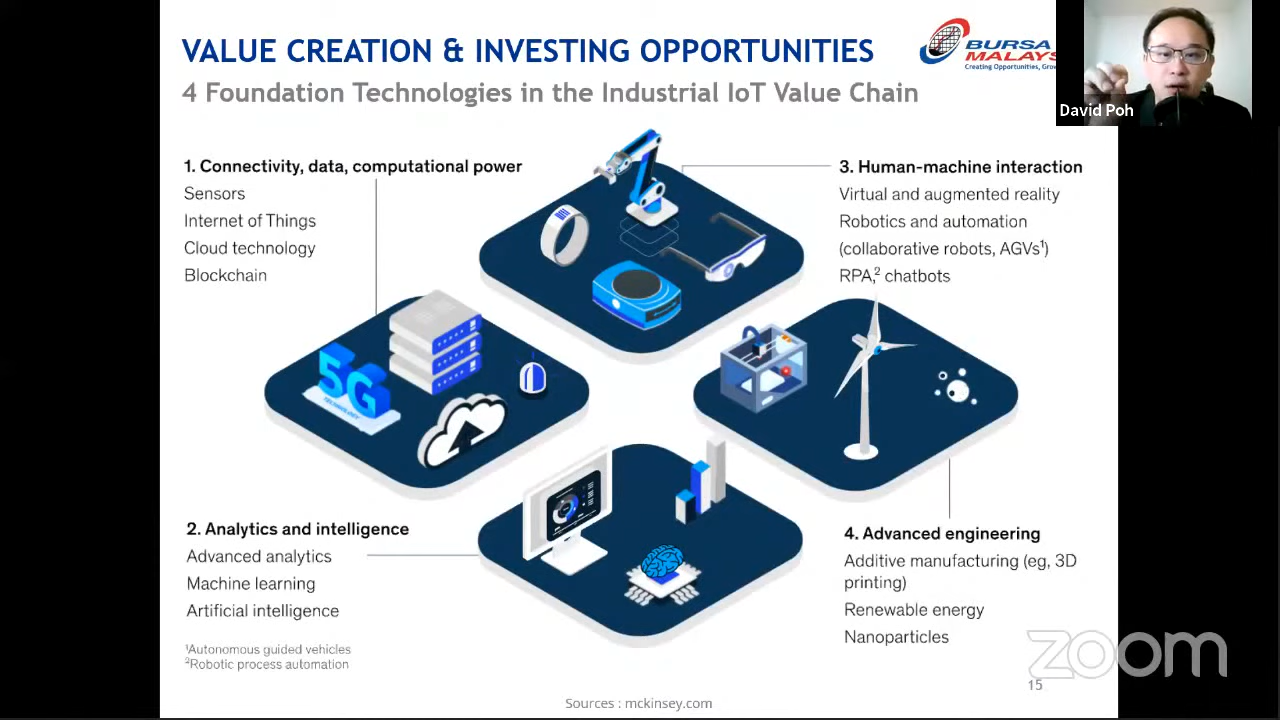 VALUE CREATION & INVESTING OPPORTUNITIES
4 Foundation Technologies in the Industrial IoT Value Chain
BURSA
MALAYS
Creating Opportunities, Grow
David Poh
1. Connectivity, data, computational power
Sensors
Internet of Things
Cloud technology
Blockchain
3. Human-machine interaction
Virtual and augmented reality
Robotics and automation
(collaborative robots, AGVs¹)
RPA,² chatbots
5G
TECHNOLOGY
2. Analytics and intelligence
Advanced analytics
Machine learning
Artificial intelligence
4. Advanced engineering
Additive manufacturing (eg, 3D
printing)
Renewable energy
Nanoparticles
¹Autonomous guided vehicles
²Robotic process automation
zoom
15
Sources : mckinsey.com